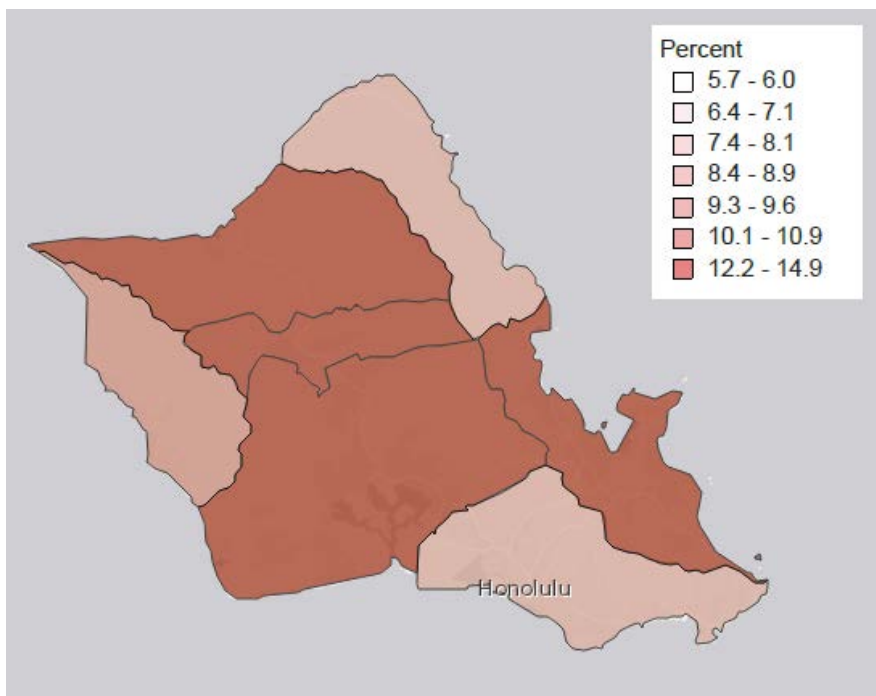 Percent
5.7 - 6.0
6.4 - 7.1
7.4 - 8.1
8.4 - 8.9
9.3 - 9.6
10.1 - 10.9
12.2 - 14.9
Honolulu